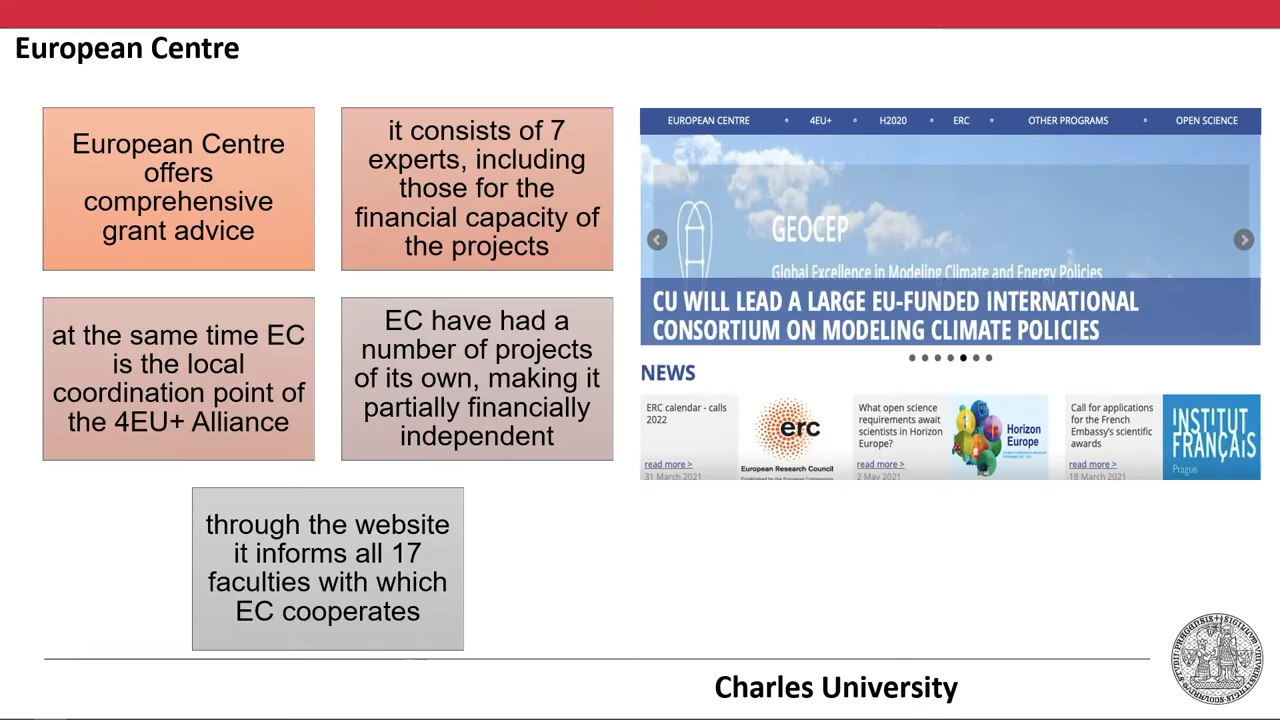 European Centre
European Centre
offers
comprehensive
grant advice
it consists of 7
experts, including
those for the
financial capacity of
the projects
at the same time EC
is the local
coordination point of
the 4EU+ Alliance
EC have had a
number of projects
of its own, making it
partially financially
independent
through the website
it informs all 17
faculties with which
EC cooperates
EUROPEAN CENTRE
4EU+
H2020
ERC
OTHER PROGRAMS
OPEN SCIENCE
GEOCEP
Global Excellence in Modeling Climate and Energy Policies
CU WILL LEAD A LARGE EU-FUNDED INTERNATIONAL
CONSORTIUM ON MODELING CLIMATE POLICIES
NEWS
ERC calendar - calls
2022
read more >
31 March 2021
erc
European Research Council
Established by the European Commission
What open science
requirements await
scientists in Horizon
Europe?
read more >
2 May 2021
Horizon
Europe
Call for applications
for the French
Embassy's scientific
awards
read more >
18 March 2021
INSTITUT
FRANÇAIS
Prague
Charles University